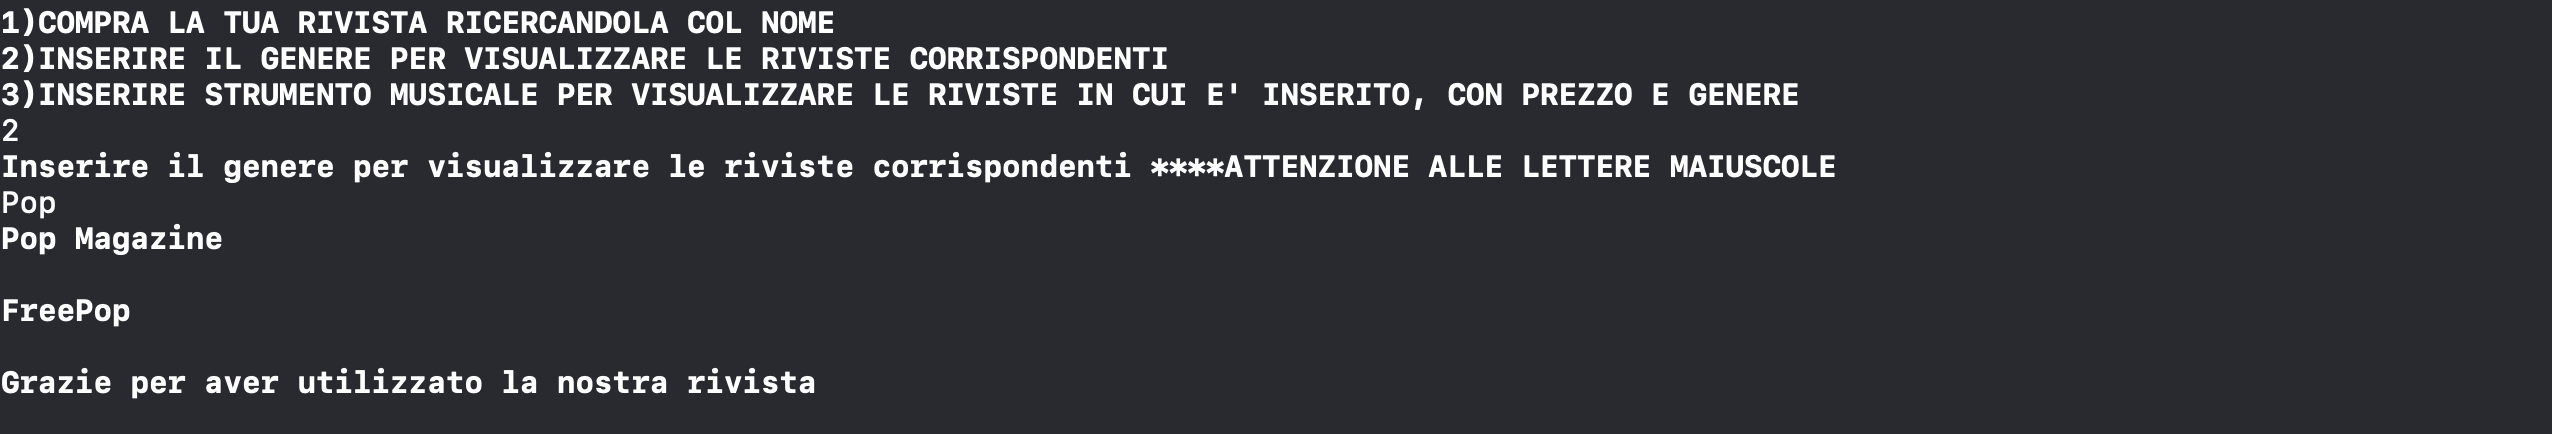 1)COMPRA LA TUA RIVISTA RICERCANDOLA COL NOME
2)INSERIRE IL GENERE PER VISUALIZZARE LE RIVISTE CORRISPONDENTI
3)INSERIRE STRUMENTO MUSICALE PER VISUALIZZARE LE RIVISTE IN CUI E' INSERITO, CON PREZZO E GENERE
2
Inserire il genere per visualizzare le riviste corrispondenti ****ATTENZIONE ALLE LETTERE MAIUSCOLE
Pop
Pop Magazine
FreePop
Grazie per aver utilizzato la nostra rivista